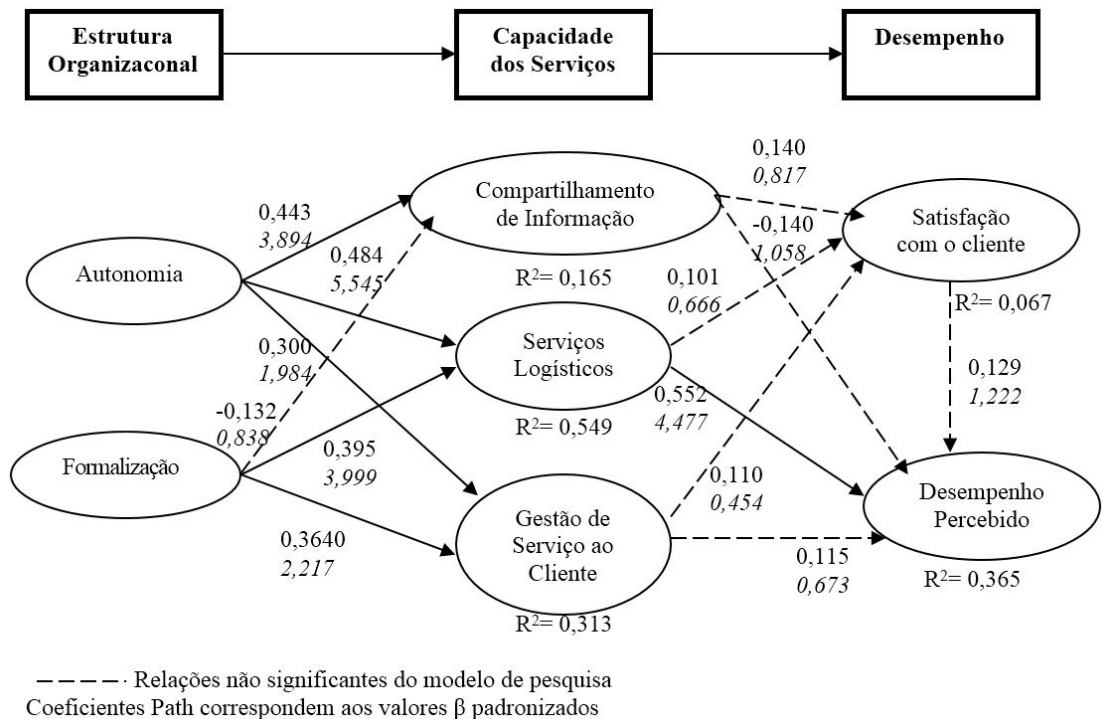 Estrutura
Organizaconal
Capacidade
dos Serviços
Desempenho
0,140
0,817
Compartilhamento
de Informação
-0,140
1,058
Satisfação
com o cliente
0,443
3,894
0,484
5,545
Autonomia
R²= 0,165
0,101
0,666
R²= 0,067
Serviços
Logísticos
0,300
1,984
0,129
1,222
0,552
4,477
-0,132
0,838
R²= 0,549
Formalização
0,395
3,999
0,110
0,454
Desempenho
Percebido
Gestão de
Serviço ao
Cliente
0,3640
2,217
0,115
0,673
R²= 0,365
R²= 0,313
Relações não significantes do modelo de pesquisa
Coeficientes Path correspondem aos valores β padronizados